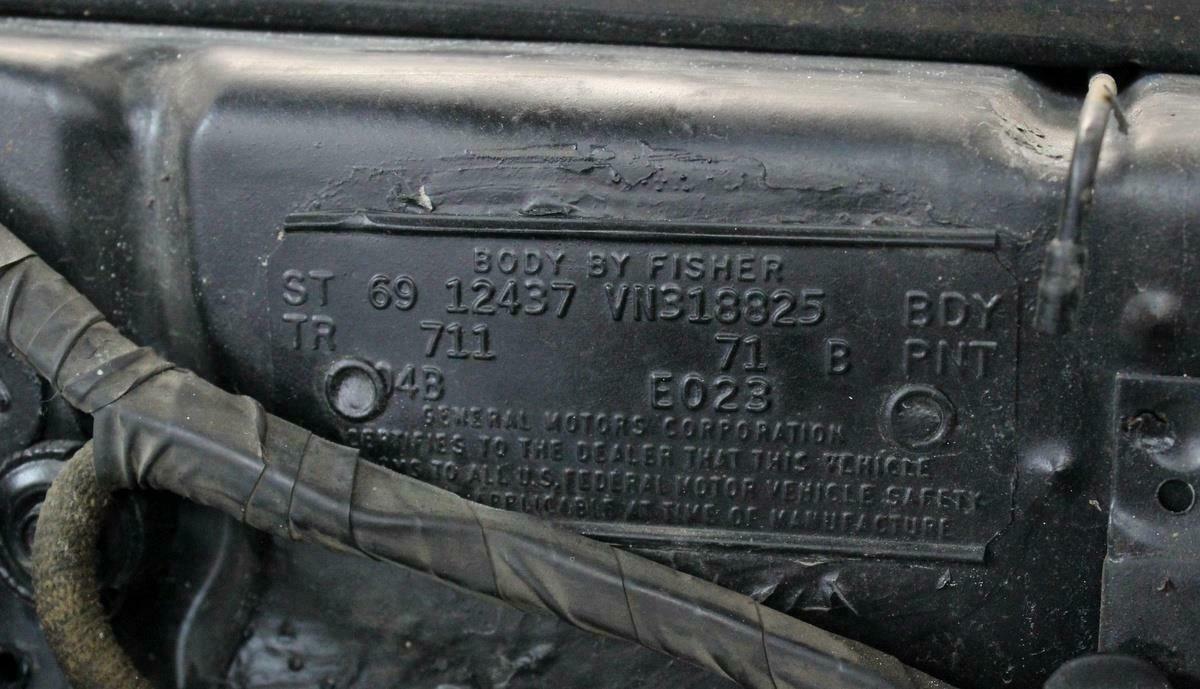 BODY BY FISHER
ST 69 12437 VN318825 BDY
TR 711 71 B PNT
04B E023
GENERAL MOTORS CORPORATION
CERTIFIES TO THE DEALER THAT THIS VEHICLE
TO ALL U.S. FEDERAL MOTOR VEHICLE SAFETY
APPLICABLE AT TIME OF MANUFACTURE